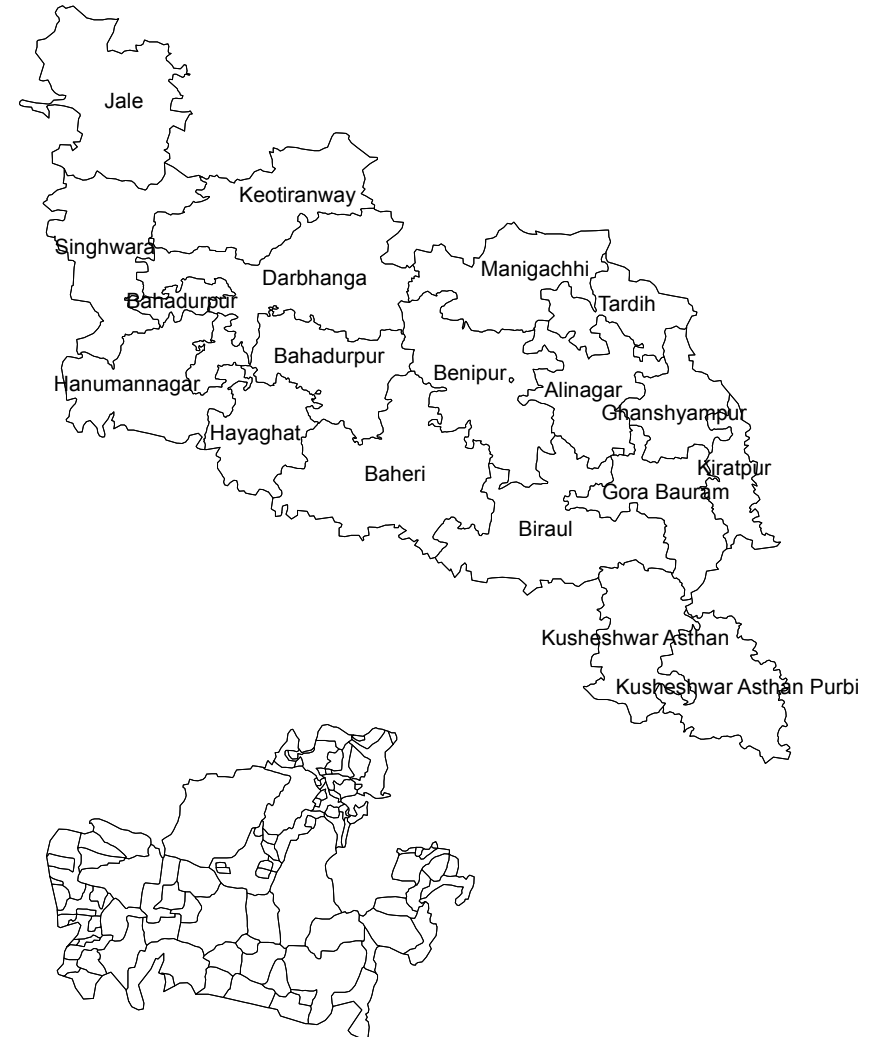 Jale
Keotiranway
Singhwara
Manigachhi
Darbhanga
Bahadurpur
Tardih
Bahadurpur
Benipur
Hanumannagar
Alinagar
Ghanshyampur
Hayaghat
Kiratpur
Baheri
Gora Bauram
Biraul
Kusheshwar Asthan
Kusheshwar Asthan Purbi